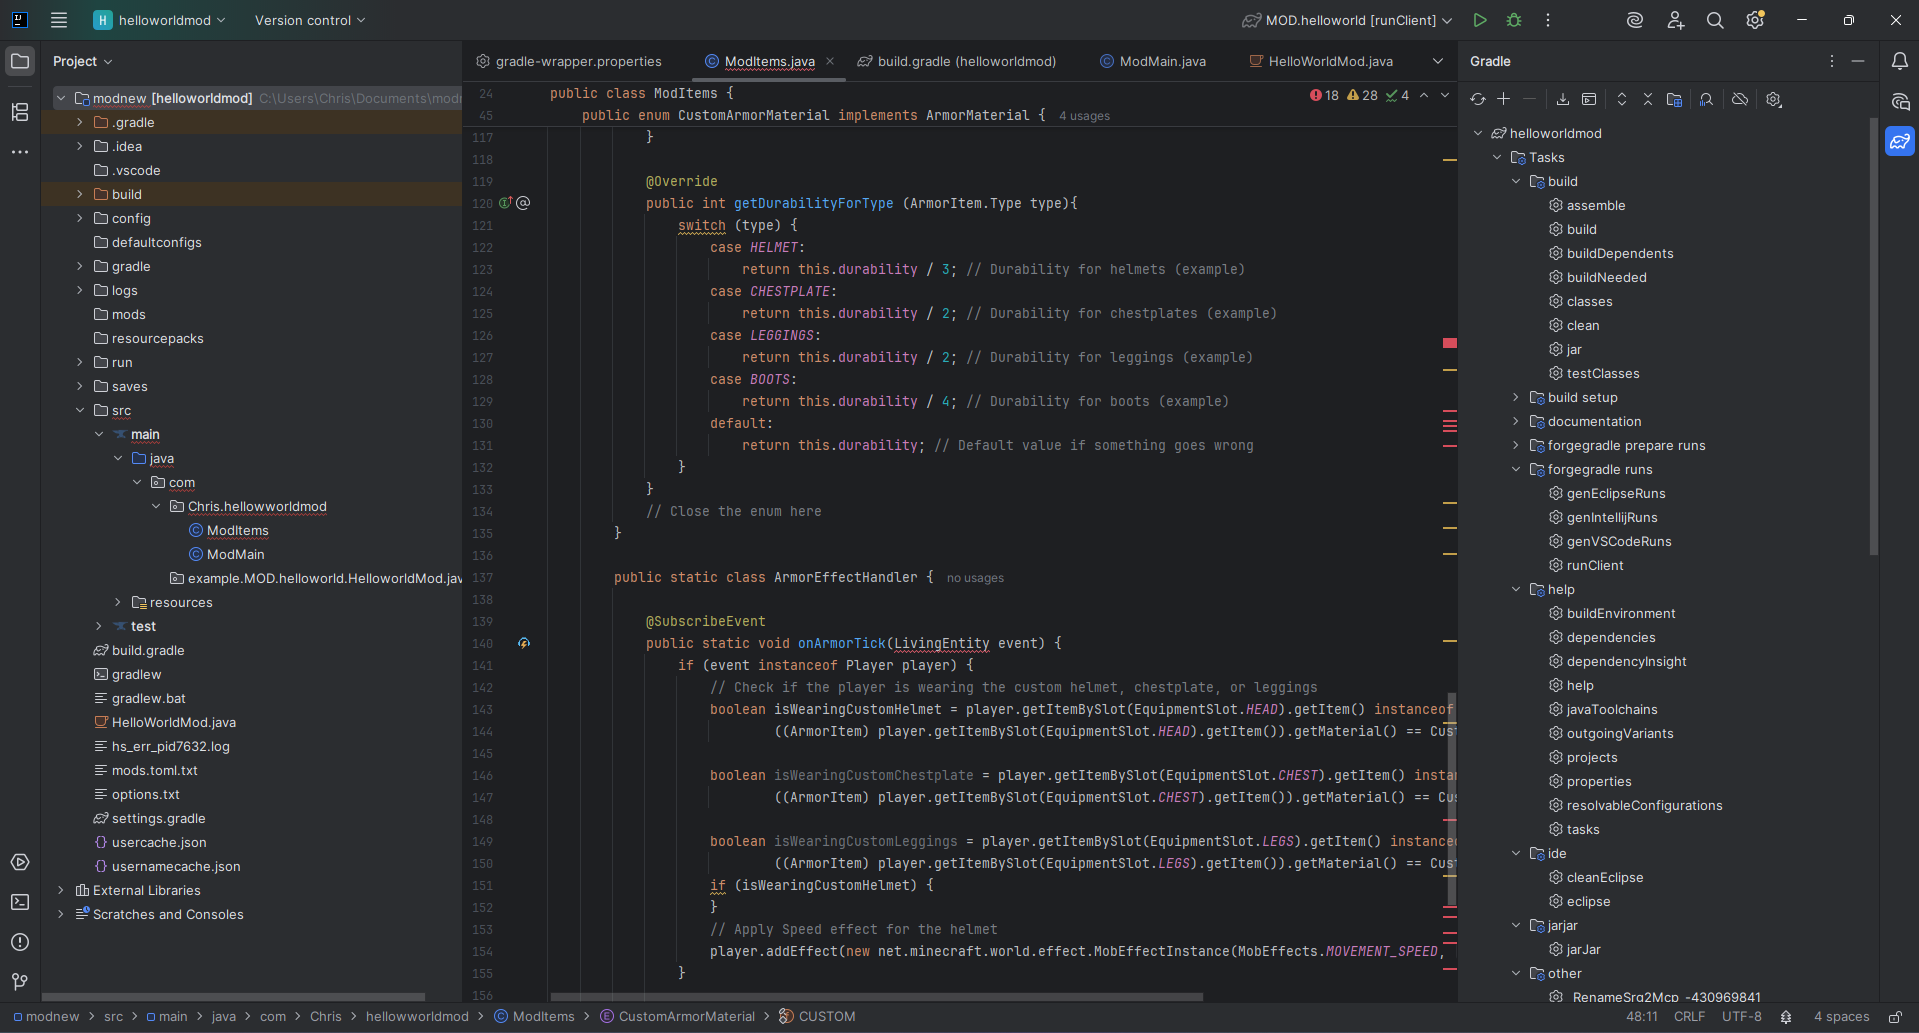 H helloworldmod Version control MOD.helloworld [runClient]
Project
modnew [helloworldmod] C:\Users\Chris\Documents\modr
.gradle
.idea
.vscode
build
config
defaultconfigs
gradle
logs
mods
resourcepacks
run
saves
src
main
java
com
Chris.hellowworldmod
ModItems
ModMain
example.MOD.helloworld.HelloworldMod.jav
resources
test
build.gradle
gradlew
gradlew.bat
HelloWorldMod.java
hs_err_pid7632.log
mods.toml.txt
options.txt
settings.gradle
usercache.json
usernamecache.json
External Libraries
Scratches and Consoles
gradle-wrapper.properties ModItems.java build.gradle (helloworldmod) ModMain.java HelloWorldMod.java
18 28 4
24 public class ModItems {
45 public enum CustomArmorMaterial implements ArmorMaterial { 4 usages
117 }
118
119 @Override
120 public int getDurabilityForType (ArmorItem.Type type){
121 switch (type) {
122 case HELMET:
123 return this.durability / 3; // Durability for helmets (example)
124 case CHESTPLATE:
125 return this.durability / 2; // Durability for chestplates (example)
126 case LEGGINGS:
127 return this.durability / 2; // Durability for leggings (example)
128 case BOOTS:
129 return this.durability / 4; // Durability for boots (example)
130 default:
131 return this.durability; // Default value if something goes wrong
132 }
133 }
134 // Close the enum here
135 }
136
137 public static class ArmorEffectHandler { no usages
138
139 @SubscribeEvent
140 public static void onArmorTick(LivingEntity event) {
141 if (event instanceof Player player) {
142 // Check if the player is wearing the custom helmet, chestplate, or leggings
143 boolean isWearingCustomHelmet = player.getItemBySlot(EquipmentSlot.HEAD).getItem() instanceof
144 ((ArmorItem) player.getItemBySlot(EquipmentSlot.HEAD).getItem()).getMaterial() == Cus
145
146 boolean isWearingCustomChestplate = player.getItemBySlot(EquipmentSlot.CHEST).getItem() insta
147 ((ArmorItem) player.getItemBySlot(EquipmentSlot.CHEST).getItem()).getMaterial() == Cu
148
149 boolean isWearingCustomLeggings = player.getItemBySlot(EquipmentSlot.LEGS).getItem() instance
150 ((ArmorItem) player.getItemBySlot(EquipmentSlot.LEGS).getItem()).getMaterial() == Cus
151 if (isWearingCustomHelmet) {
152 }
153 // Apply Speed effect for the helmet
154 player.addEffect(new net.minecraft.world.effect.MobEffectInstance(MobEffects.MOVEMENT_SPEED,
155 }
156
Gradle
helloworldmod
Tasks
build
assemble
build
buildDependents
buildNeeded
classes
clean
jar
testClasses
build setup
documentation
forgegradle prepare runs
forgegradle runs
genEclipseRuns
genIntellijRuns
genVSCodeRuns
runClient
help
buildEnvironment
dependencies
dependencyInsight
help
javaToolchains
outgoingVariants
projects
properties
resolvableConfigurations
tasks
ide
cleanEclipse
eclipse
jarjar
jarJar
other
_RenameSrg2Mcp_-430969841
modnew > src > main > java > com > Chris > hellowworldmod > ModItems > CustomArmorMaterial > CUSTOM 48:11 CRLF UTF-8 4 spaces